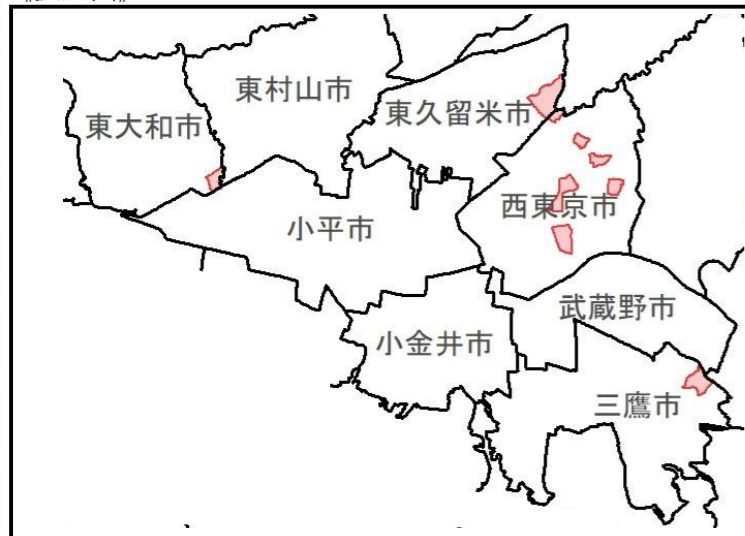 東村山市
東大和市
東久留米市
西東京市
小平市
武蔵野市
小金井市
三鷹市